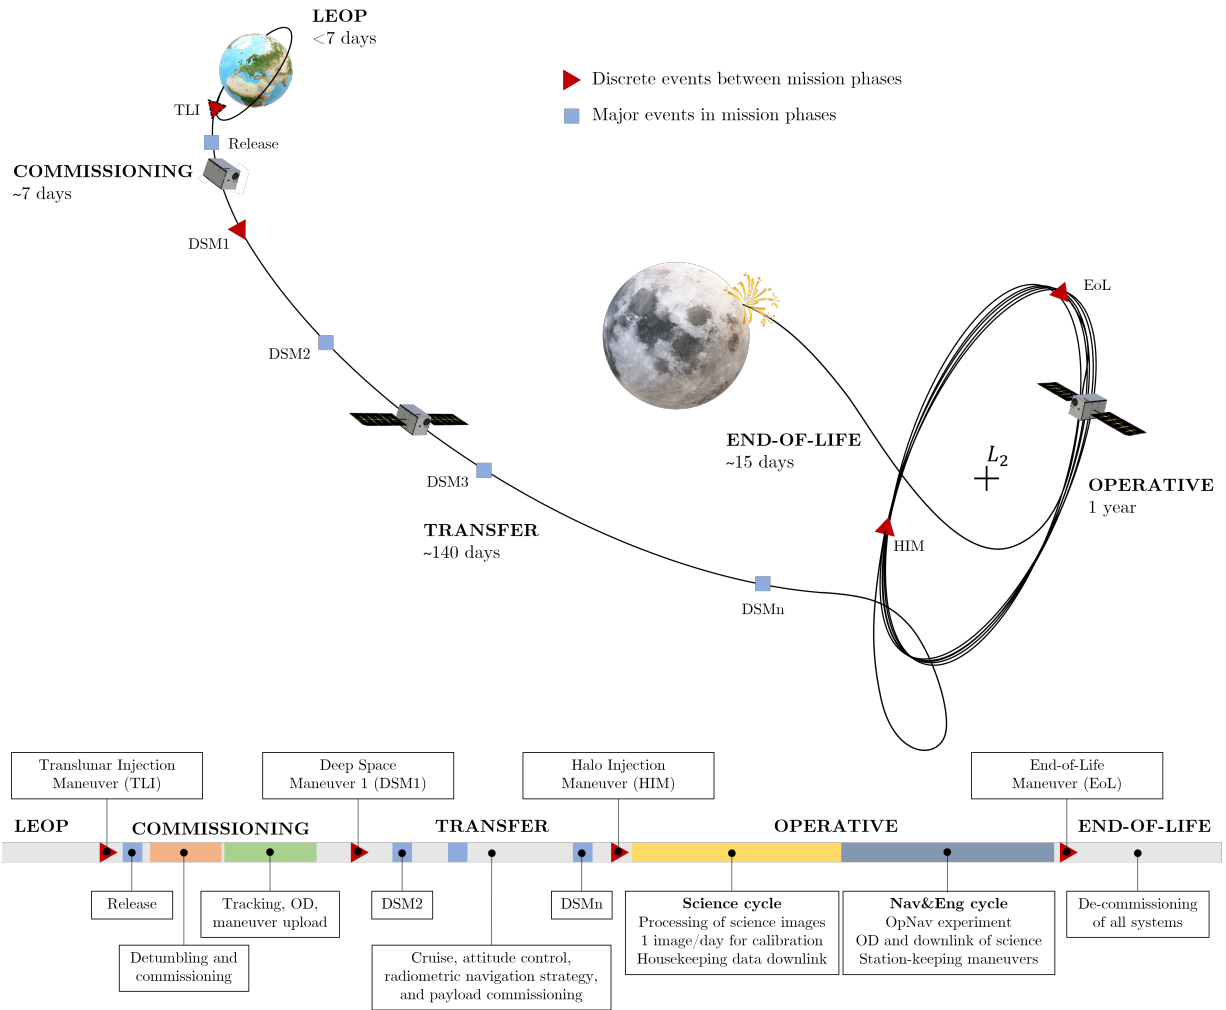 LEOP
<7 days
Discrete events between mission phases
Major events in mission phases
TLI
Release
COMMISSIONING
~7 days
DSM1
EoL
DSM2
END-OF-LIFE
~15 days
L2
DSM3
OPERATIVE
1 year
TRANSFER
~140 days
HIM
DSMn
Translunar Injection
Maneuver (TLI)
Deep Space
Maneuver 1 (DSM1)
Halo Injection
Maneuver (HIM)
End-of-Life
Maneuver (EoL)
LEOP
COMMISSIONING
TRANSFER
OPERATIVE
END-OF-LIFE
Release
Tracking, OD,
maneuver upload
DSM2
DSMn
Science cycle
Processing of science images
1 image/day for calibration
Housekeeping data downlink
Nav&Eng cycle
OpNav experiment
OD and downlink of science
Station-keeping maneuvers
De-commissioning
of all systems
Detumbling and
commissioning
Cruise, attitude control,
radiometric navigation strategy,
and payload commissioning